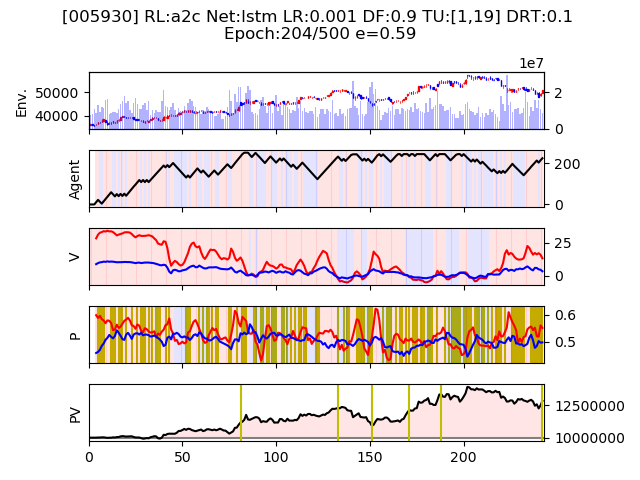 [005930] RL:a2c Net:lstm LR:0.001 DF:0.9 TU:[1,19] DRT:0.1
Epoch:204/500 e=0.59
1e7
Env.
50000
40000
2
0
Agent
200
0
V
25
0
P
0.6
0.5
PV
12500000
10000000
0 50 100 150 200